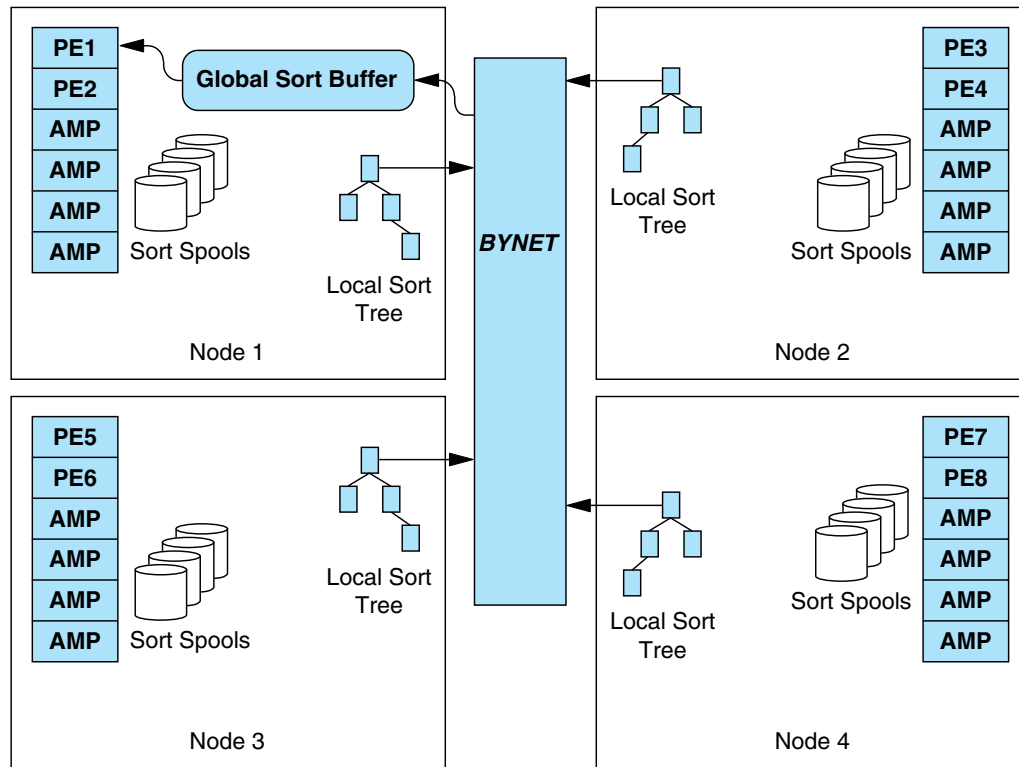 PE1
PE2
AMP
AMP
AMP
AMP
Global Sort Buffer
Sort Spools
Local Sort
Tree
Node 1
BYNET
PE3
PE4
AMP
AMP
AMP
AMP
Local Sort
Tree
Sort Spools
Node 2
PE5
PE6
AMP
AMP
AMP
AMP
Sort Spools
Local Sort
Tree
Node 3
PE7
PE8
AMP
AMP
AMP
AMP
Local Sort
Tree
Sort Spools
Node 4